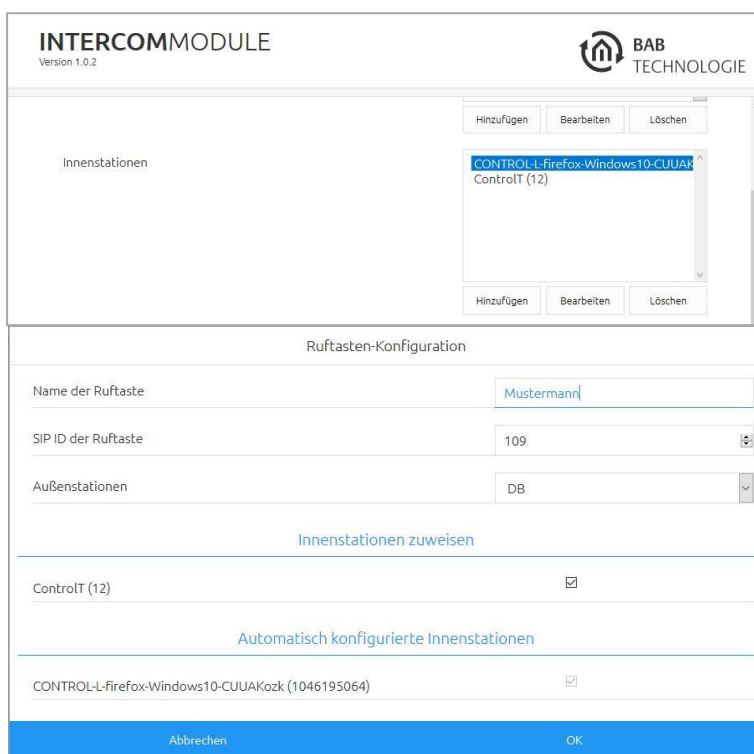 INTERCOMMODULE
Version 1.0.2
BAB
TECHNOLOGIE
Hinzufügen Bearbeiten Löschen
Innenstationen
CONTROL-L-firefox-Windows10-CUUAK
ControlT (12)
Hinzufügen Bearbeiten Löschen
Ruftasten-Konfiguration
Name der Ruftaste Mustermann
SIP ID der Ruftaste 109
Außenstationen DB
Innenstationen zuweisen
ControlT (12)
Automatisch konfigurierte Innenstationen
CONTROL-L-firefox-Windows10-CUUAKozk (1046195064)
Abbrechen OK